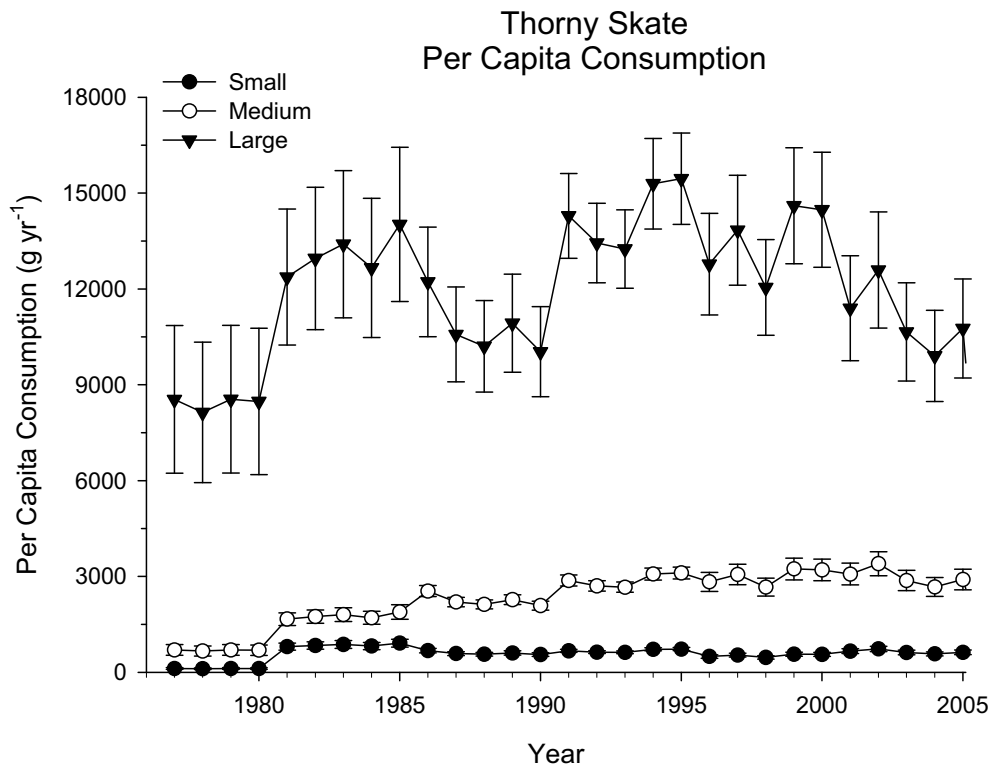 Thorny Skate
Per Capita Consumption
Small
Medium
Large
18000
15000
12000
9000
6000
3000
0
Per Capita Consumption (g yr⁻¹)
1980 1985 1990 1995 2000 2005
Year